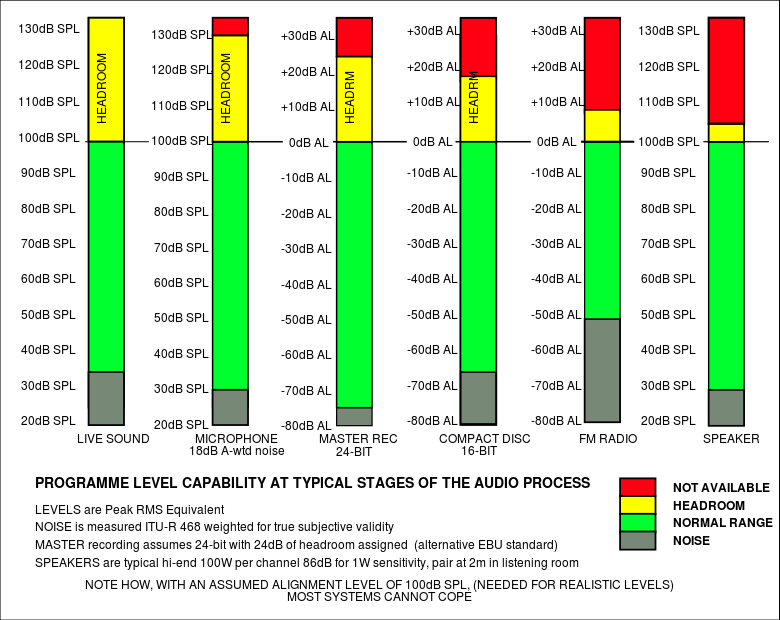 130dB SPL
120dB SPL
110dB SPL
100dB SPL
90dB SPL
80dB SPL
70dB SPL
60dB SPL
50dB SPL
40dB SPL
30dB SPL
20dB SPL
HEADROOM
LIVE SOUND
130dB SPL
120dB SPL
110dB SPL
100dB SPL
90dB SPL
80dB SPL
70dB SPL
60dB SPL
50dB SPL
40dB SPL
30dB SPL
20dB SPL
HEADROOM
MICROPHONE
18dB A-wtd noise
+30dB AL
+20dB AL
+10dB AL
0dB AL
-10dB AL
-20dB AL
-30dB AL
-40dB AL
-50dB AL
-60dB AL
-70dB AL
-80dB AL
HEADRM
MASTER REC
24-BIT
+30dB AL
+20dB AL
+10dB AL
0dB AL
-10dB AL
-20dB AL
-30dB AL
-40dB AL
-50dB AL
-60dB AL
-70dB AL
-80dB AL
HEADRM
COMPACT DISC
16-BIT
+30dB AL
+20dB AL
+10dB AL
0dB AL
-10dB AL
-20dB AL
-30dB AL
-40dB AL
-50dB AL
-60dB AL
-70dB AL
-80dB AL
FM RADIO
130dB SPL
120dB SPL
110dB SPL
100dB SPL
90dB SPL
80dB SPL
70dB SPL
60dB SPL
50dB SPL
40dB SPL
30dB SPL
20dB SPL
SPEAKER
PROGRAMME LEVEL CAPABILITY AT TYPICAL STAGES OF THE AUDIO PROCESS
LEVELS are Peak RMS Equivalent
NOISE is measured ITU-R 468 weighted for true subjective validity
MASTER recording assumes 24-bit with 24dB of headroom assigned (alternative EBU standard)
SPEAKERS are typical hi-end 100W per channel 86dB for 1W sensitivity, pair at 2m in listening room
NOT AVAILABLE
HEADROOM
NORMAL RANGE
NOISE
NOTE HOW, WITH AN ASSUMED ALIGNMENT LEVEL OF 100dB SPL, (NEEDED FOR REALISTIC LEVELS)
MOST SYSTEMS CANNOT COPE